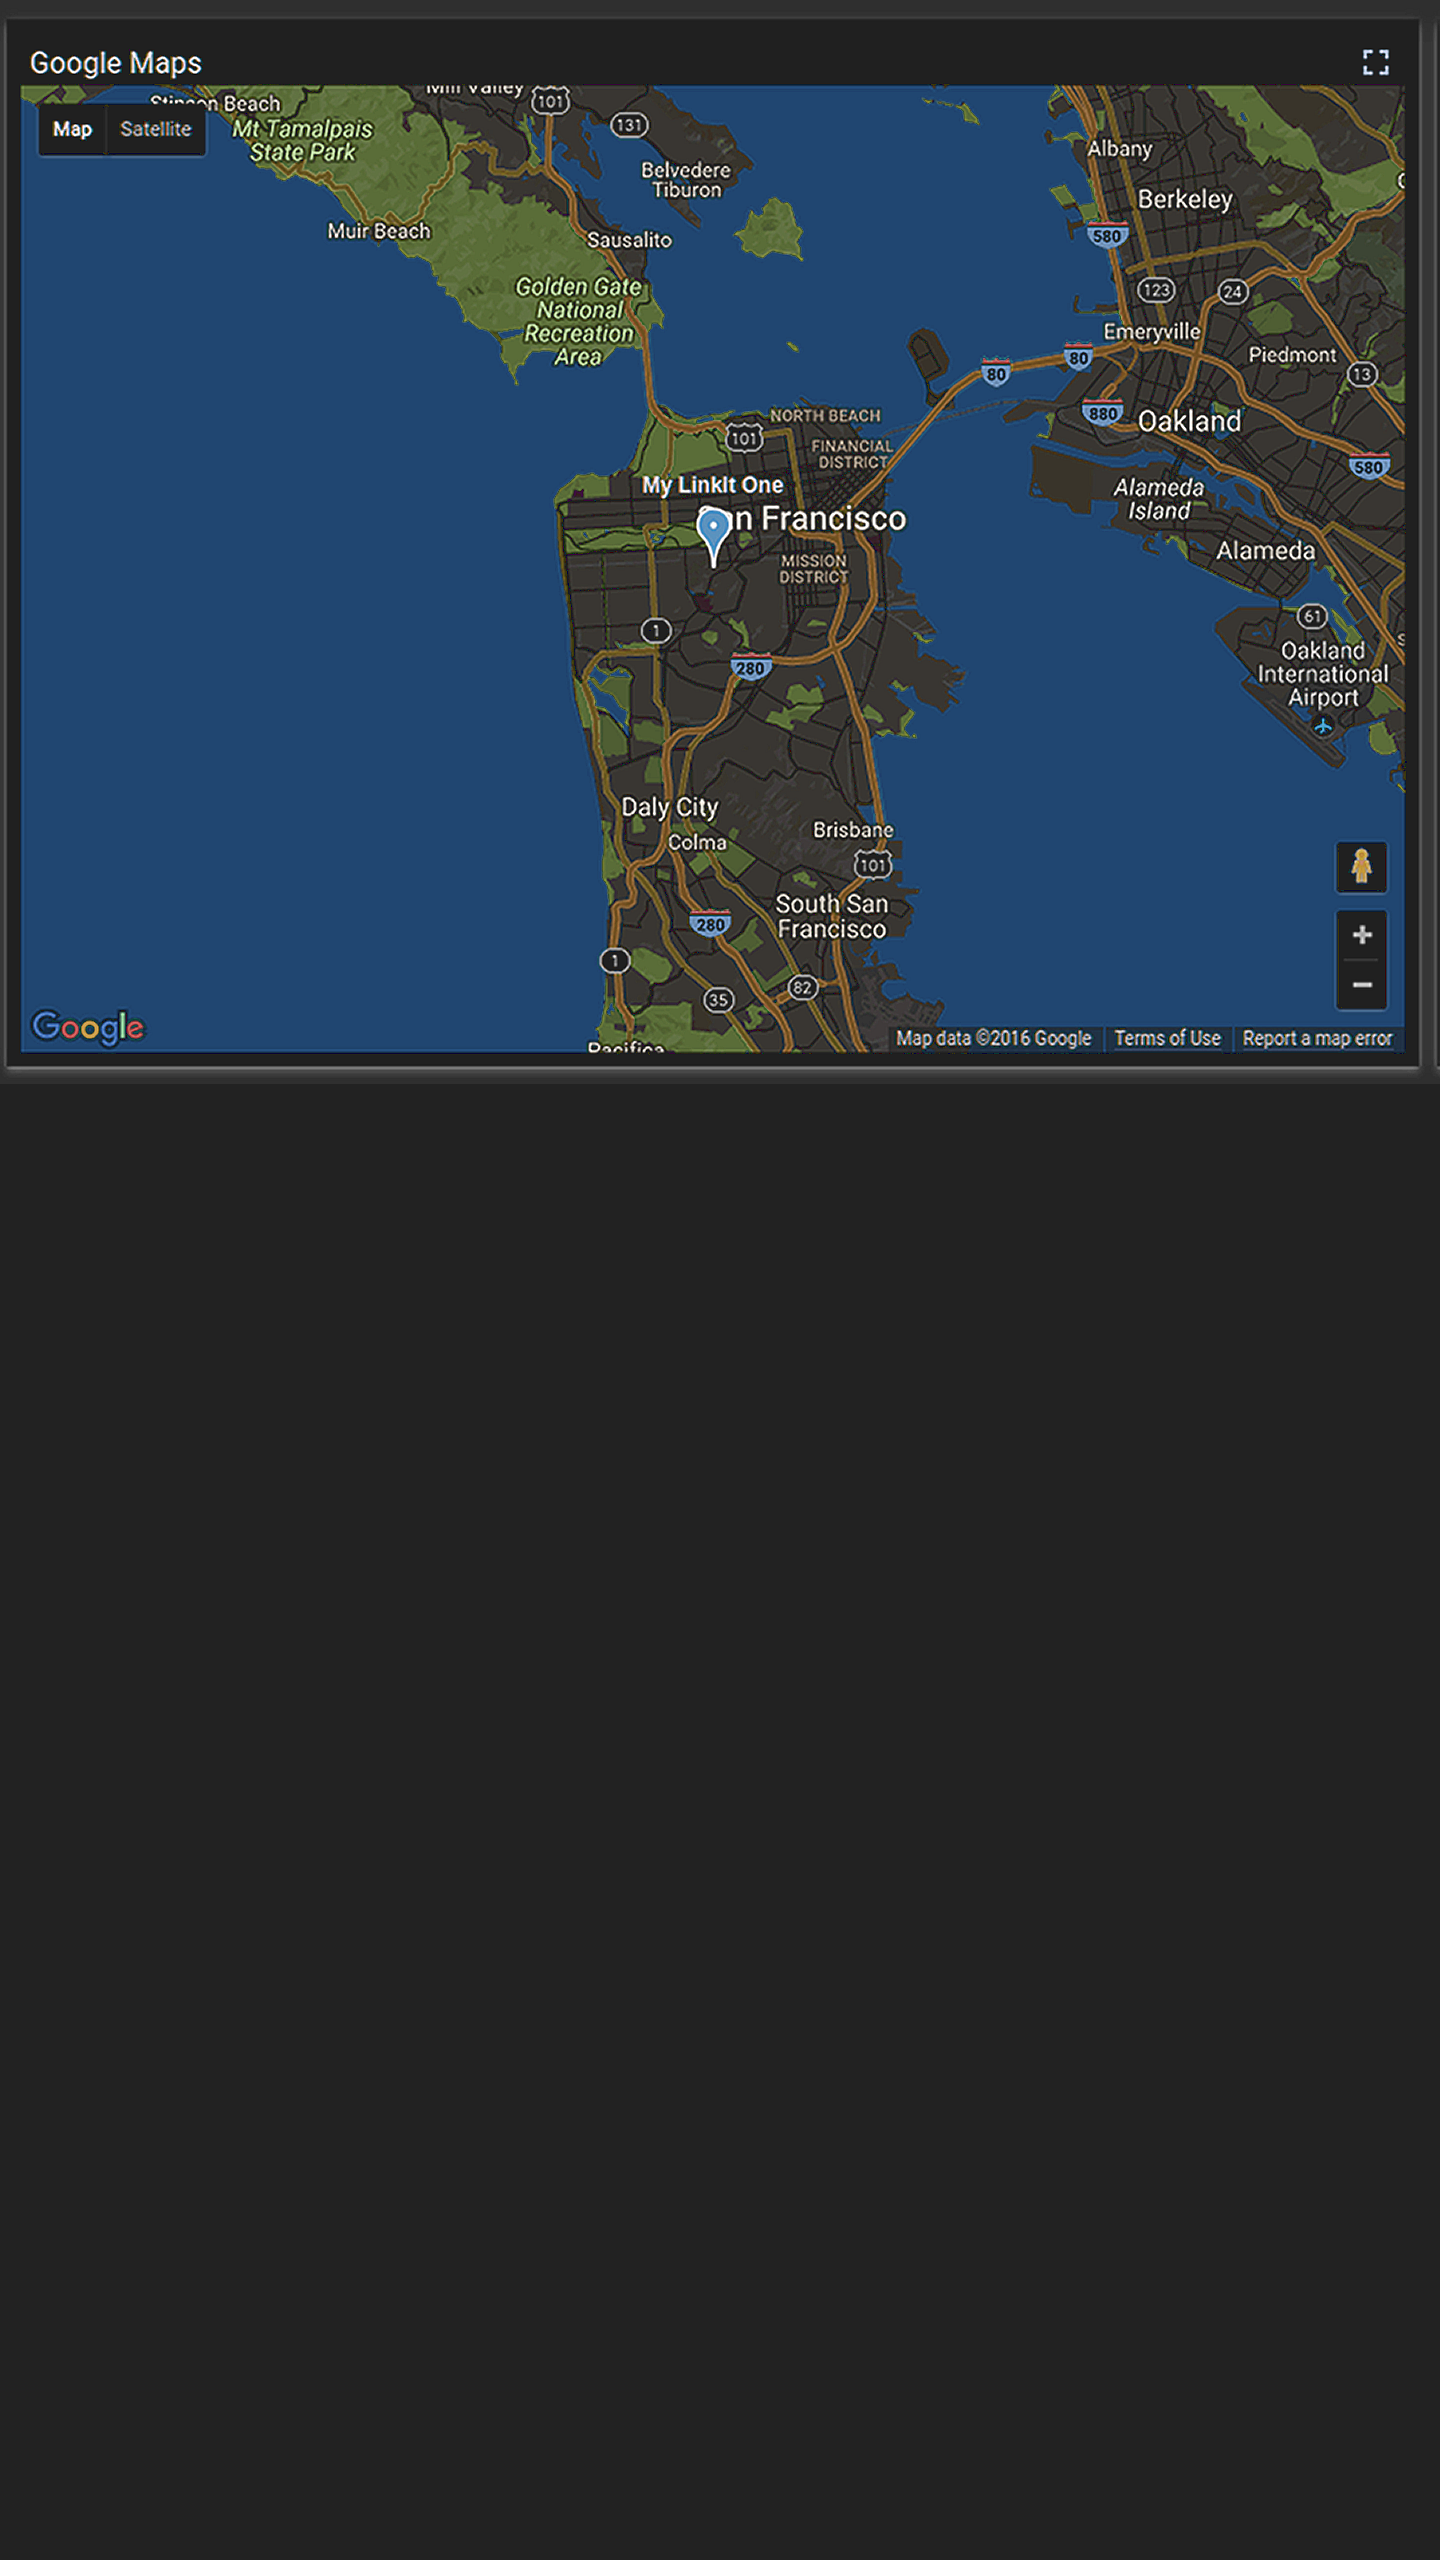 Google Maps
Mill Valley
Stinson Beach
101
131
Map
Satellite
Mt Tamalpais
State Park
Belvedere
Tiburon
Albany
Berkeley
Muir Beach
Sausalito
580
Golden Gate
National
Recreation
Area
123
24
Emeryville
Piedmont
80
80
13
880
Oakland
NORTH BEACH
101
FINANCIAL
DISTRICT
580
My LinkIt One
San Francisco
Alameda
Island
Alameda
MISSION
DISTRICT
1
61
280
Oakland
International
Airport
Daly City
Colma
Brisbane
101
South San
Francisco
280
1
35
82
+
−
Google
Pacifica
Map data ©2016 Google
Terms of Use
Report a map error